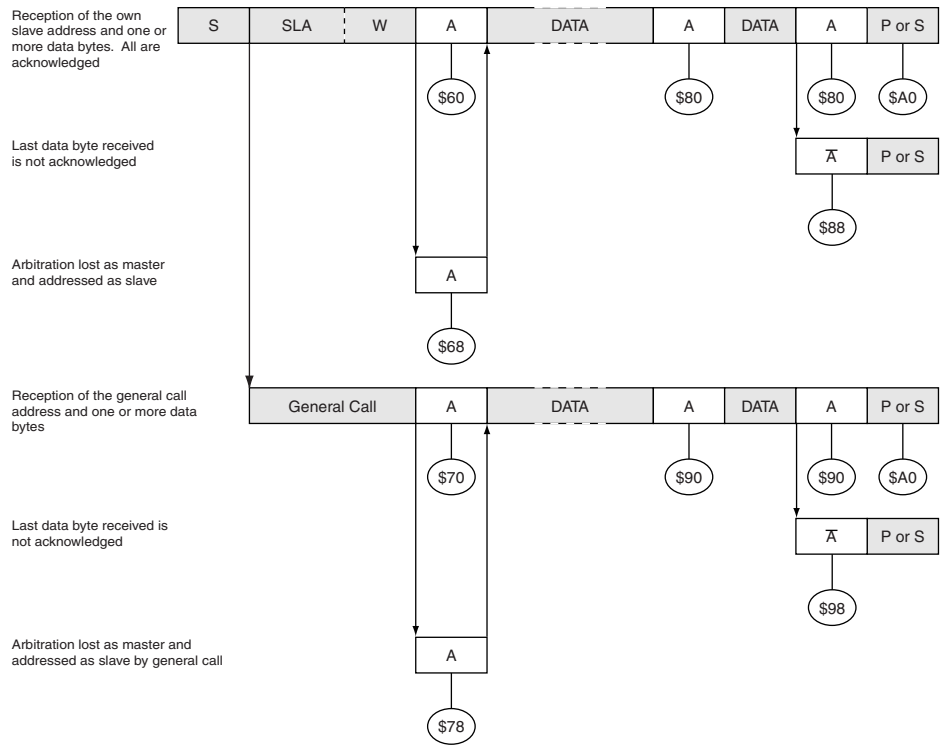 Reception of the own
slave address and one or
more data bytes. All are
acknowledged
S SLA W A DATA A DATA A P or S
$60 $80 $80 $A0
Last data byte received
is not acknowledged
A̅ P or S
$88
Arbitration lost as master
and addressed as slave
A
$68
Reception of the general call
address and one or more data
bytes
General Call A DATA A DATA A P or S
$70 $90 $90 $A0
Last data byte received is
not acknowledged
A̅ P or S
$98
Arbitration lost as master and
addressed as slave by general call
A
$78